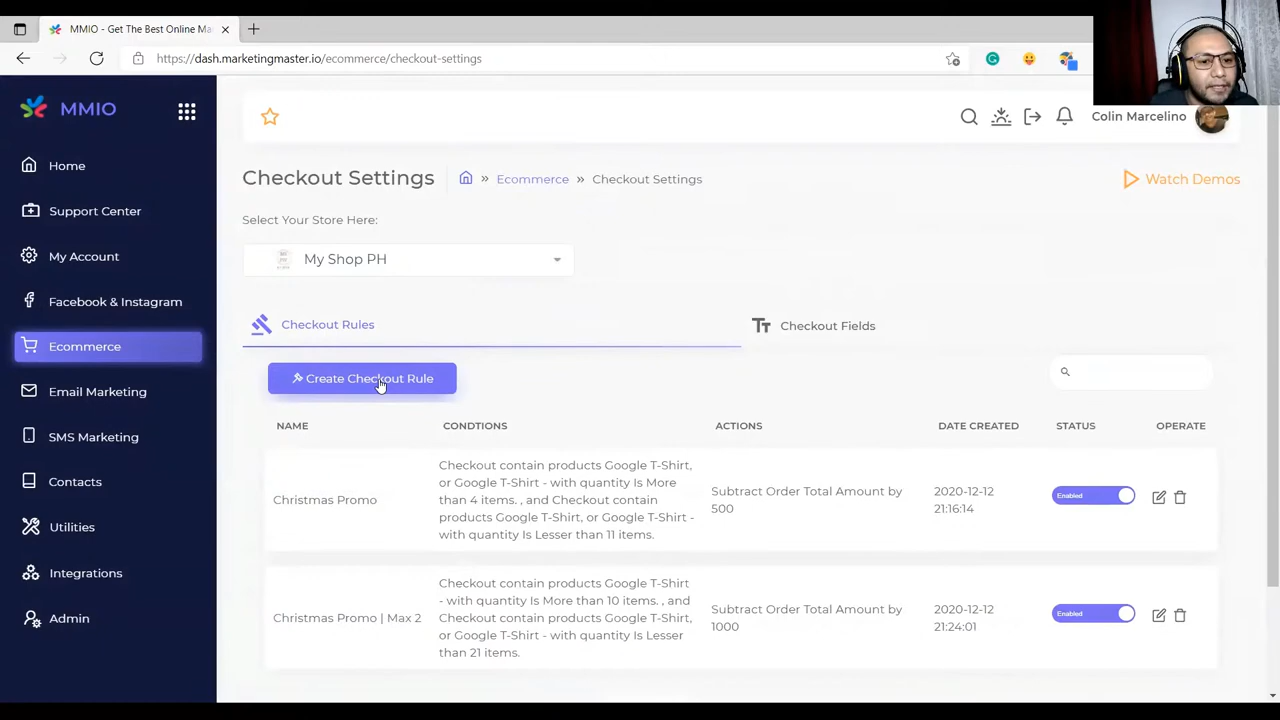 MMIO - Get The Best Online Ma
https://dash.marketingmaster.io/ecommerce/checkout-settings
MMIO
Colin Marcelino
Home
Support Center
My Account
Facebook & Instagram
Ecommerce
Email Marketing
SMS Marketing
Contacts
Utilities
Integrations
Admin
Checkout Settings
» Ecommerce » Checkout Settings
Watch Demos
Select Your Store Here:
My Shop PH
Checkout Rules
Checkout Fields
Create Checkout Rule
NAME CONDTIONS ACTIONS DATE CREATED STATUS OPERATE
Christmas Promo
Checkout contain products Google T-Shirt,
or Google T-Shirt - with quantity Is More
than 4 items. , and Checkout contain
products Google T-Shirt, or Google T-Shirt -
with quantity Is Lesser than 11 items.
Subtract Order Total Amount by
500
2020-12-12
21:16:14
Enabled
Christmas Promo | Max 2
Checkout contain products Google T-Shirt
- with quantity Is More than 10 items. , and
Checkout contain products Google T-Shirt,
or Google T-Shirt - with quantity Is Lesser
than 21 items.
Subtract Order Total Amount by
1000
2020-12-12
21:24:01
Enabled